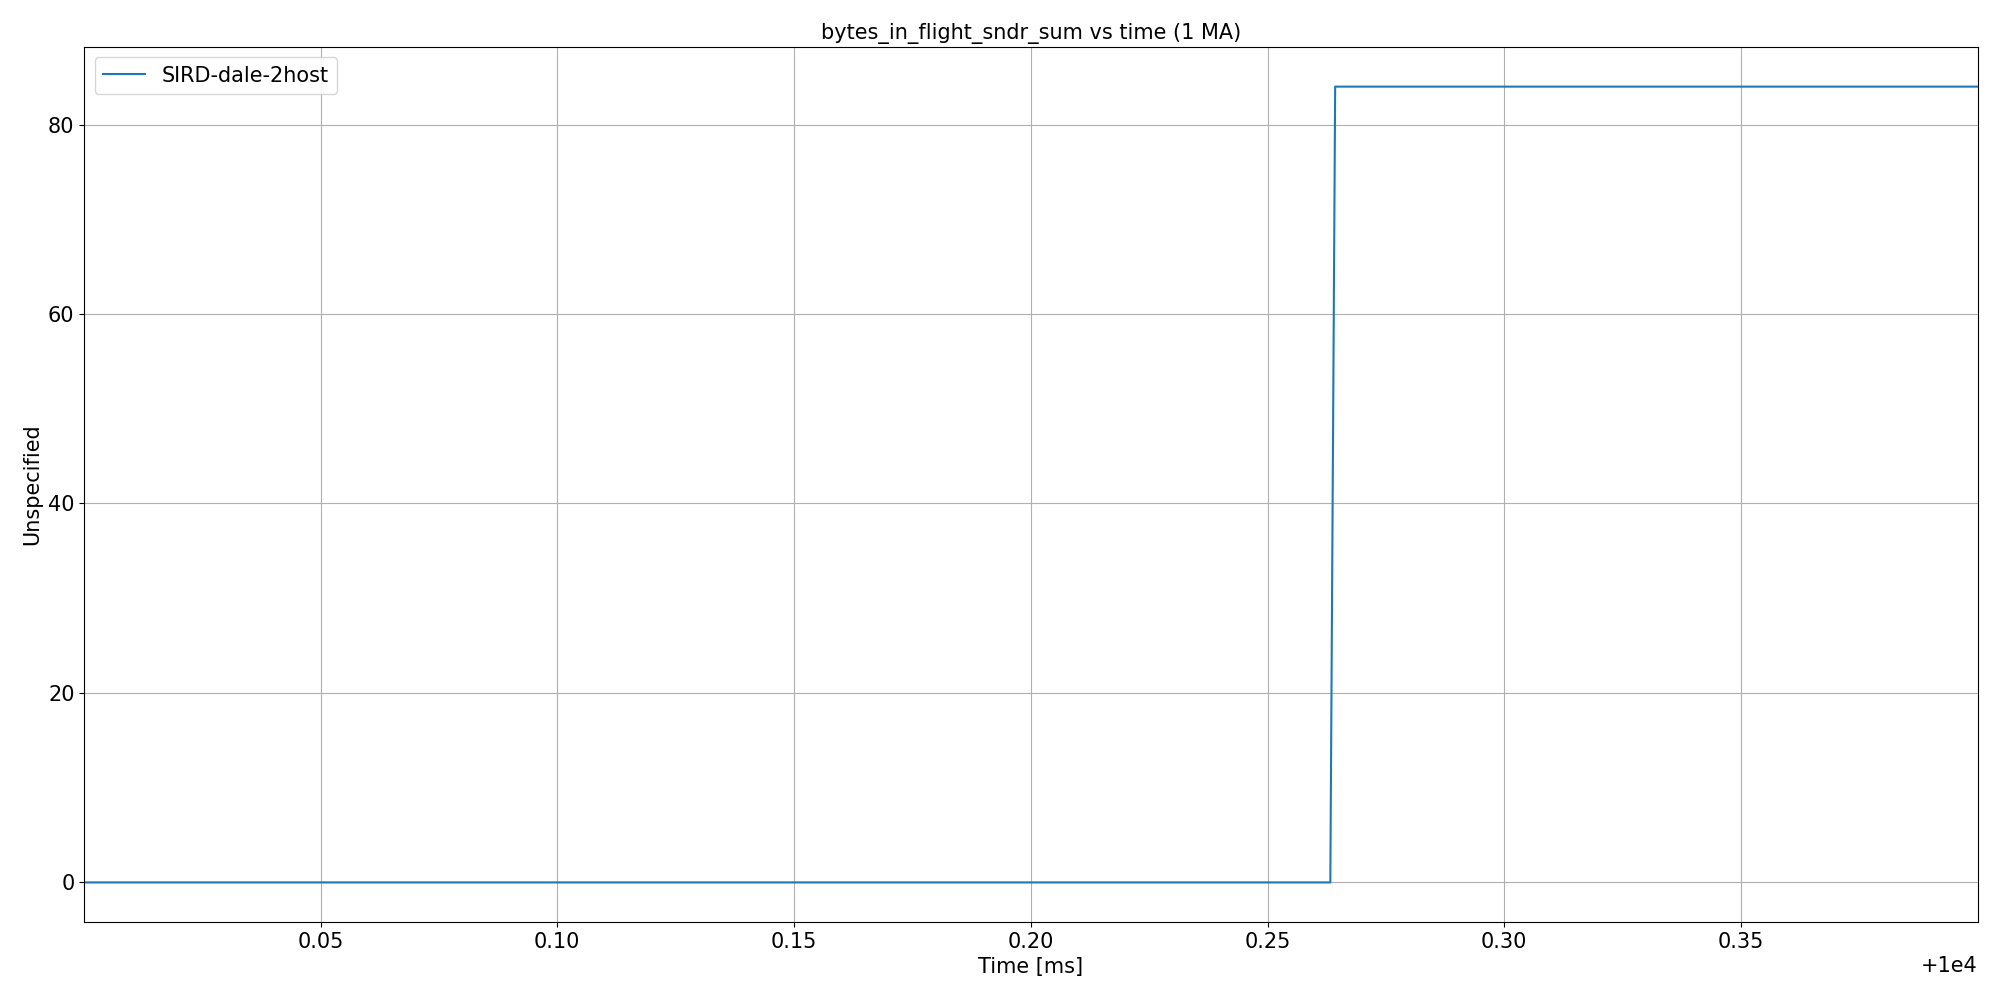 bytes_in_flight_sndr_sum vs time (1 MA)
SIRD-dale-2host
Unspecified
80
60
40
20
0
0.05 0.10 0.15 0.20 0.25 0.30 0.35
Time [ms]
+1e4